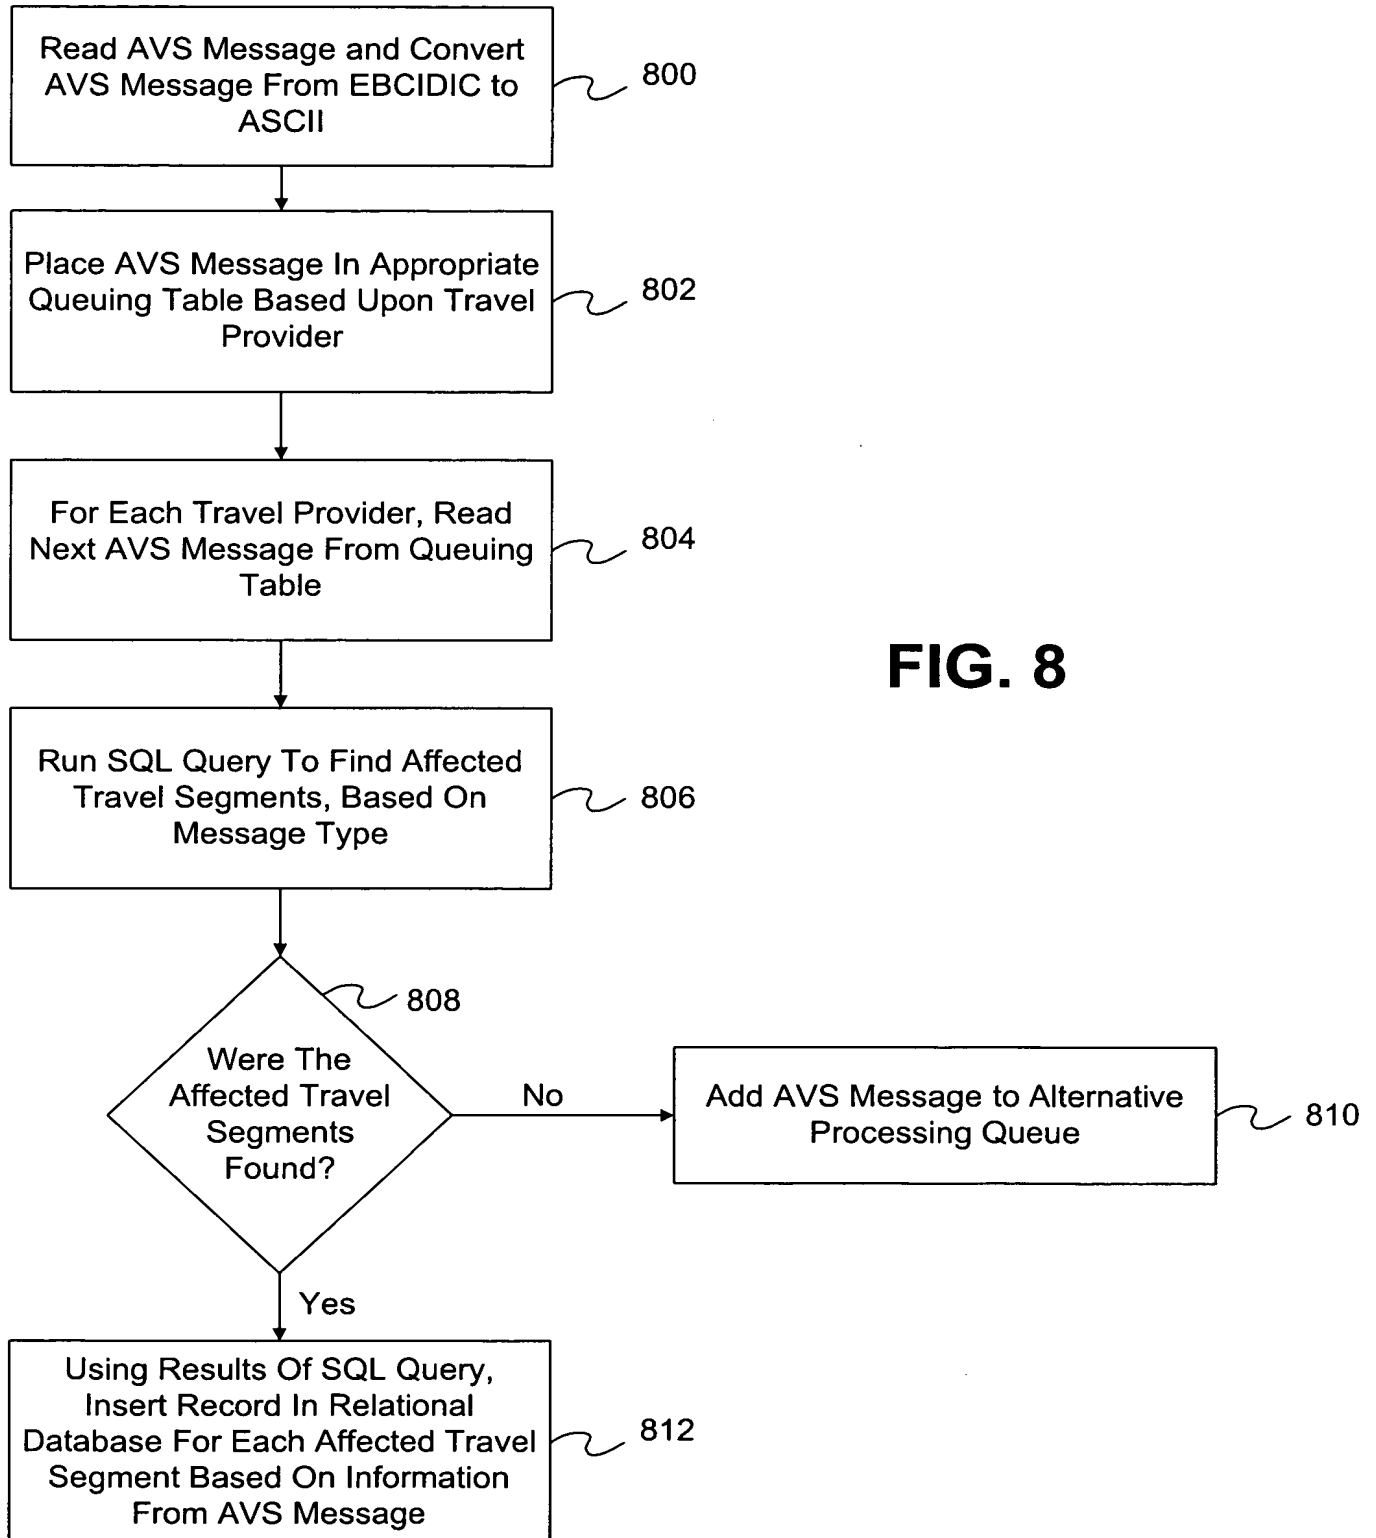 Read AVS Message and Convert
AVS Message From EBCIDIC to
ASCII
800
Place AVS Message In Appropriate
Queuing Table Based Upon Travel
Provider
802
For Each Travel Provider, Read
Next AVS Message From Queuing
Table
804
FIG. 8
Run SQL Query To Find Affected
Travel Segments, Based On
Message Type
806
808
Were The
Affected Travel
Segments
Found?
No
Add AVS Message to Alternative
Processing Queue
810
Yes
Using Results Of SQL Query,
Insert Record In Relational
Database For Each Affected Travel
Segment Based On Information
From AVS Message
812